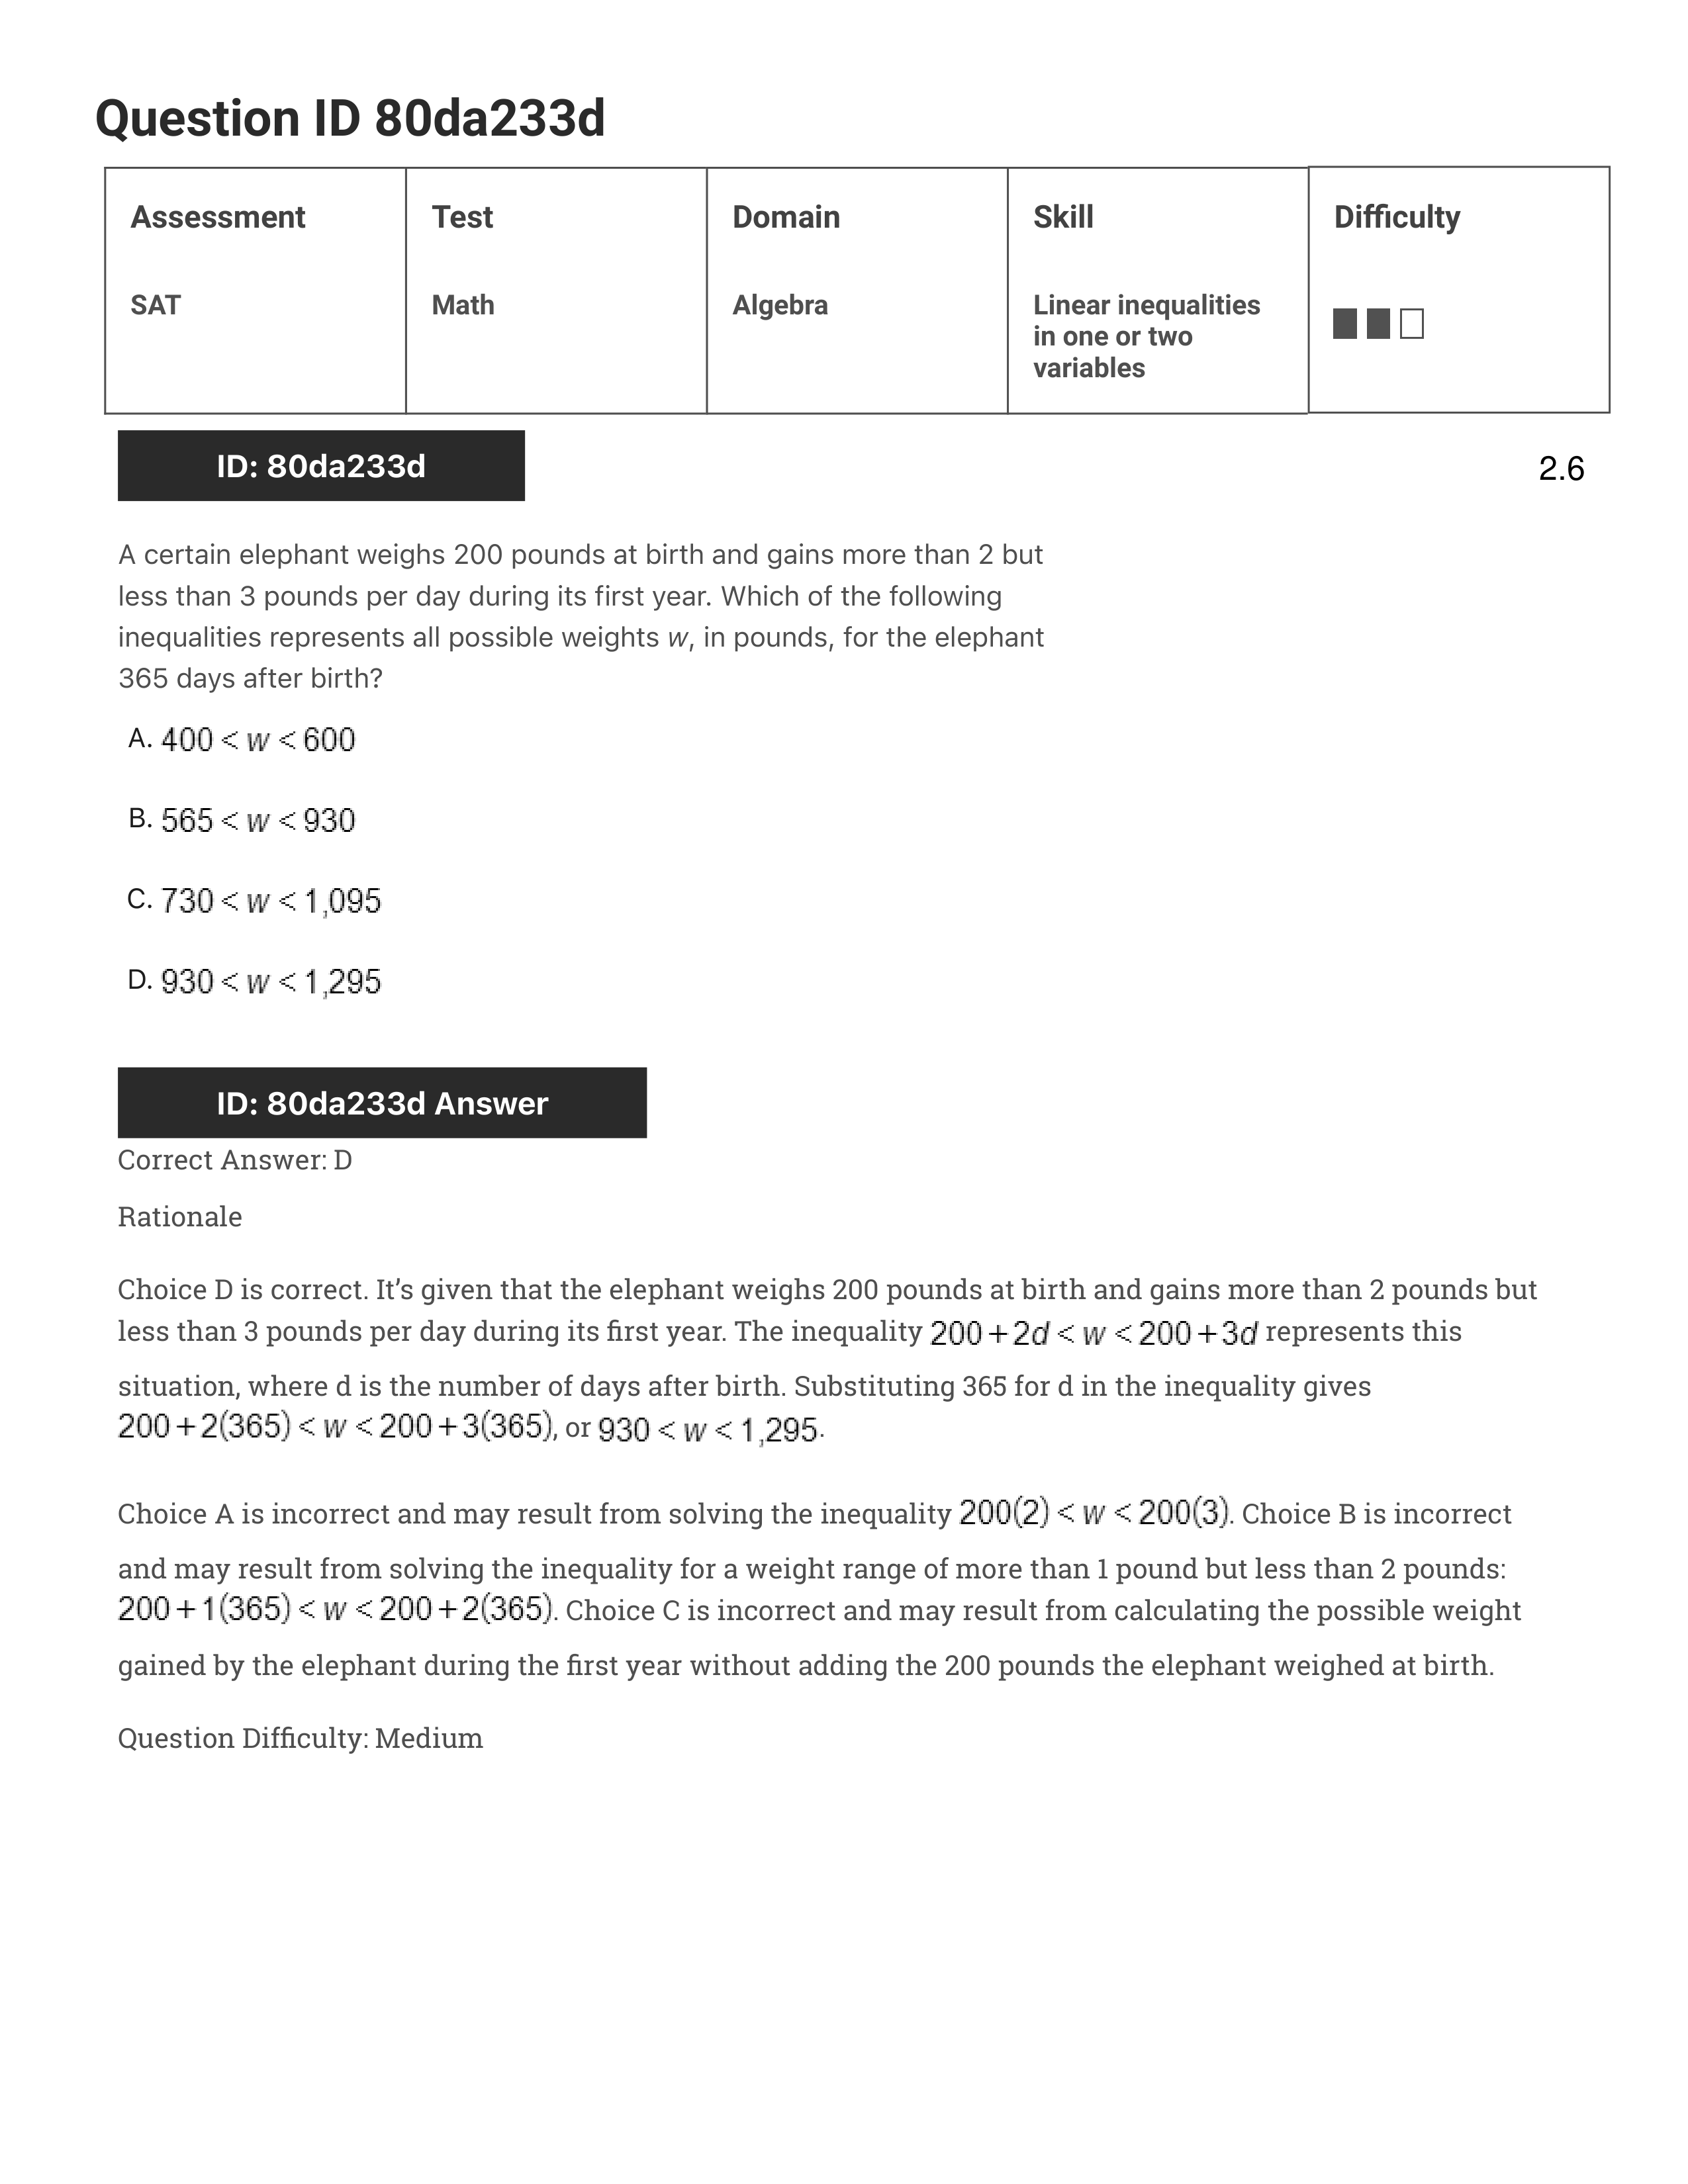 Question ID 80da233d
Assessment
Test
Domain
Skill
Difficulty
SAT
Math
Algebra
Linear inequalities
in one or two
variables
ID: 80da233d
2.6
A certain elephant weighs 200 pounds at birth and gains more than 2 but
less than 3 pounds per day during its first year. Which of the following
inequalities represents all possible weights w, in pounds, for the elephant
365 days after birth?
A. 400 < w < 600
B. 565 < w < 930
C. 730 < w < 1,095
D. 930 < w < 1,295
ID: 80da233d Answer
Correct Answer: D
Rationale
Choice D is correct. It’s given that the elephant weighs 200 pounds at birth and gains more than 2 pounds but
less than 3 pounds per day during its first year. The inequality 200 + 2d < w < 200 + 3d represents this
situation, where d is the number of days after birth. Substituting 365 for d in the inequality gives
200 + 2(365) < w < 200 + 3(365), or 930 < w < 1,295.
Choice A is incorrect and may result from solving the inequality 200(2) < w < 200(3). Choice B is incorrect
and may result from solving the inequality for a weight range of more than 1 pound but less than 2 pounds:
200 + 1(365) < w < 200 + 2(365). Choice C is incorrect and may result from calculating the possible weight
gained by the elephant during the first year without adding the 200 pounds the elephant weighed at birth.
Question Difficulty: Medium